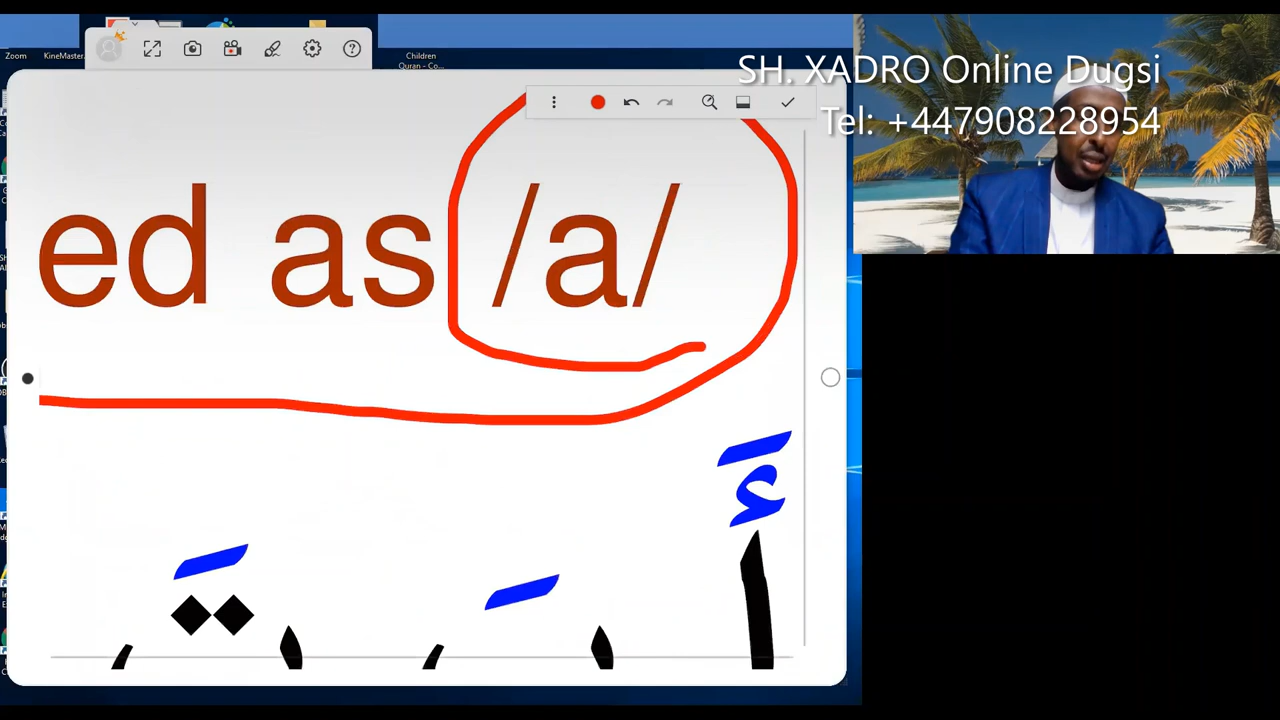 Zoom KineMaster
Children
Quran - Co...
SH. XADRO Online Dugsi
Tel: +447908228954
ed as /a/
أَ